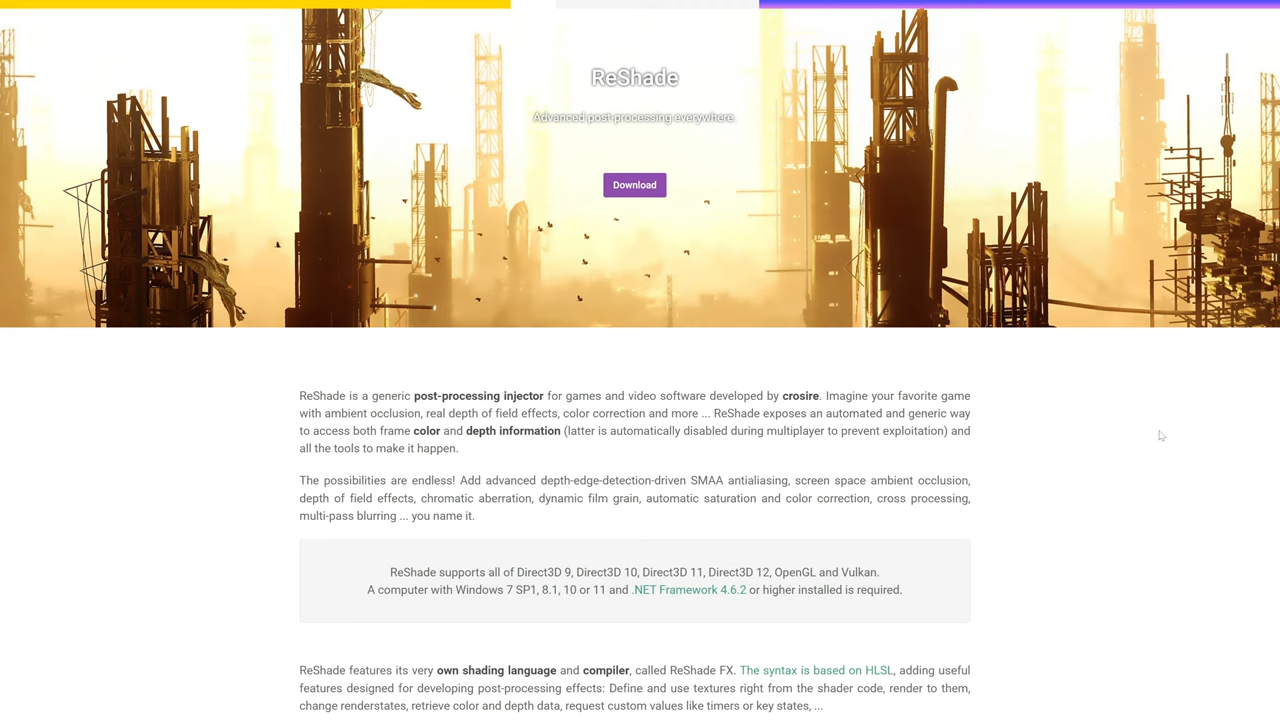 ReShade
Advanced post-processing everywhere.
Download
ReShade is a generic post-processing injector for games and video software developed by crosire. Imagine your favorite game
with ambient occlusion, real depth of field effects, color correction and more ... ReShade exposes an automated and generic way
to access both frame color and depth information (latter is automatically disabled during multiplayer to prevent exploitation) and
all the tools to make it happen.
The possibilities are endless! Add advanced depth-edge-detection-driven SMAA antialiasing, screen space ambient occlusion,
depth of field effects, chromatic aberration, dynamic film grain, automatic saturation and color correction, cross processing,
multi-pass blurring ... you name it.
ReShade supports all of Direct3D 9, Direct3D 10, Direct3D 11, Direct3D 12, OpenGL and Vulkan.
A computer with Windows 7 SP1, 8.1, 10 or 11 and .NET Framework 4.6.2 or higher installed is required.
ReShade features its very own shading language and compiler, called ReShade FX. The syntax is based on HLSL, adding useful
features designed for developing post-processing effects: Define and use textures right from the shader code, render to them,
change renderstates, retrieve color and depth data, request custom values like timers or key states, ...